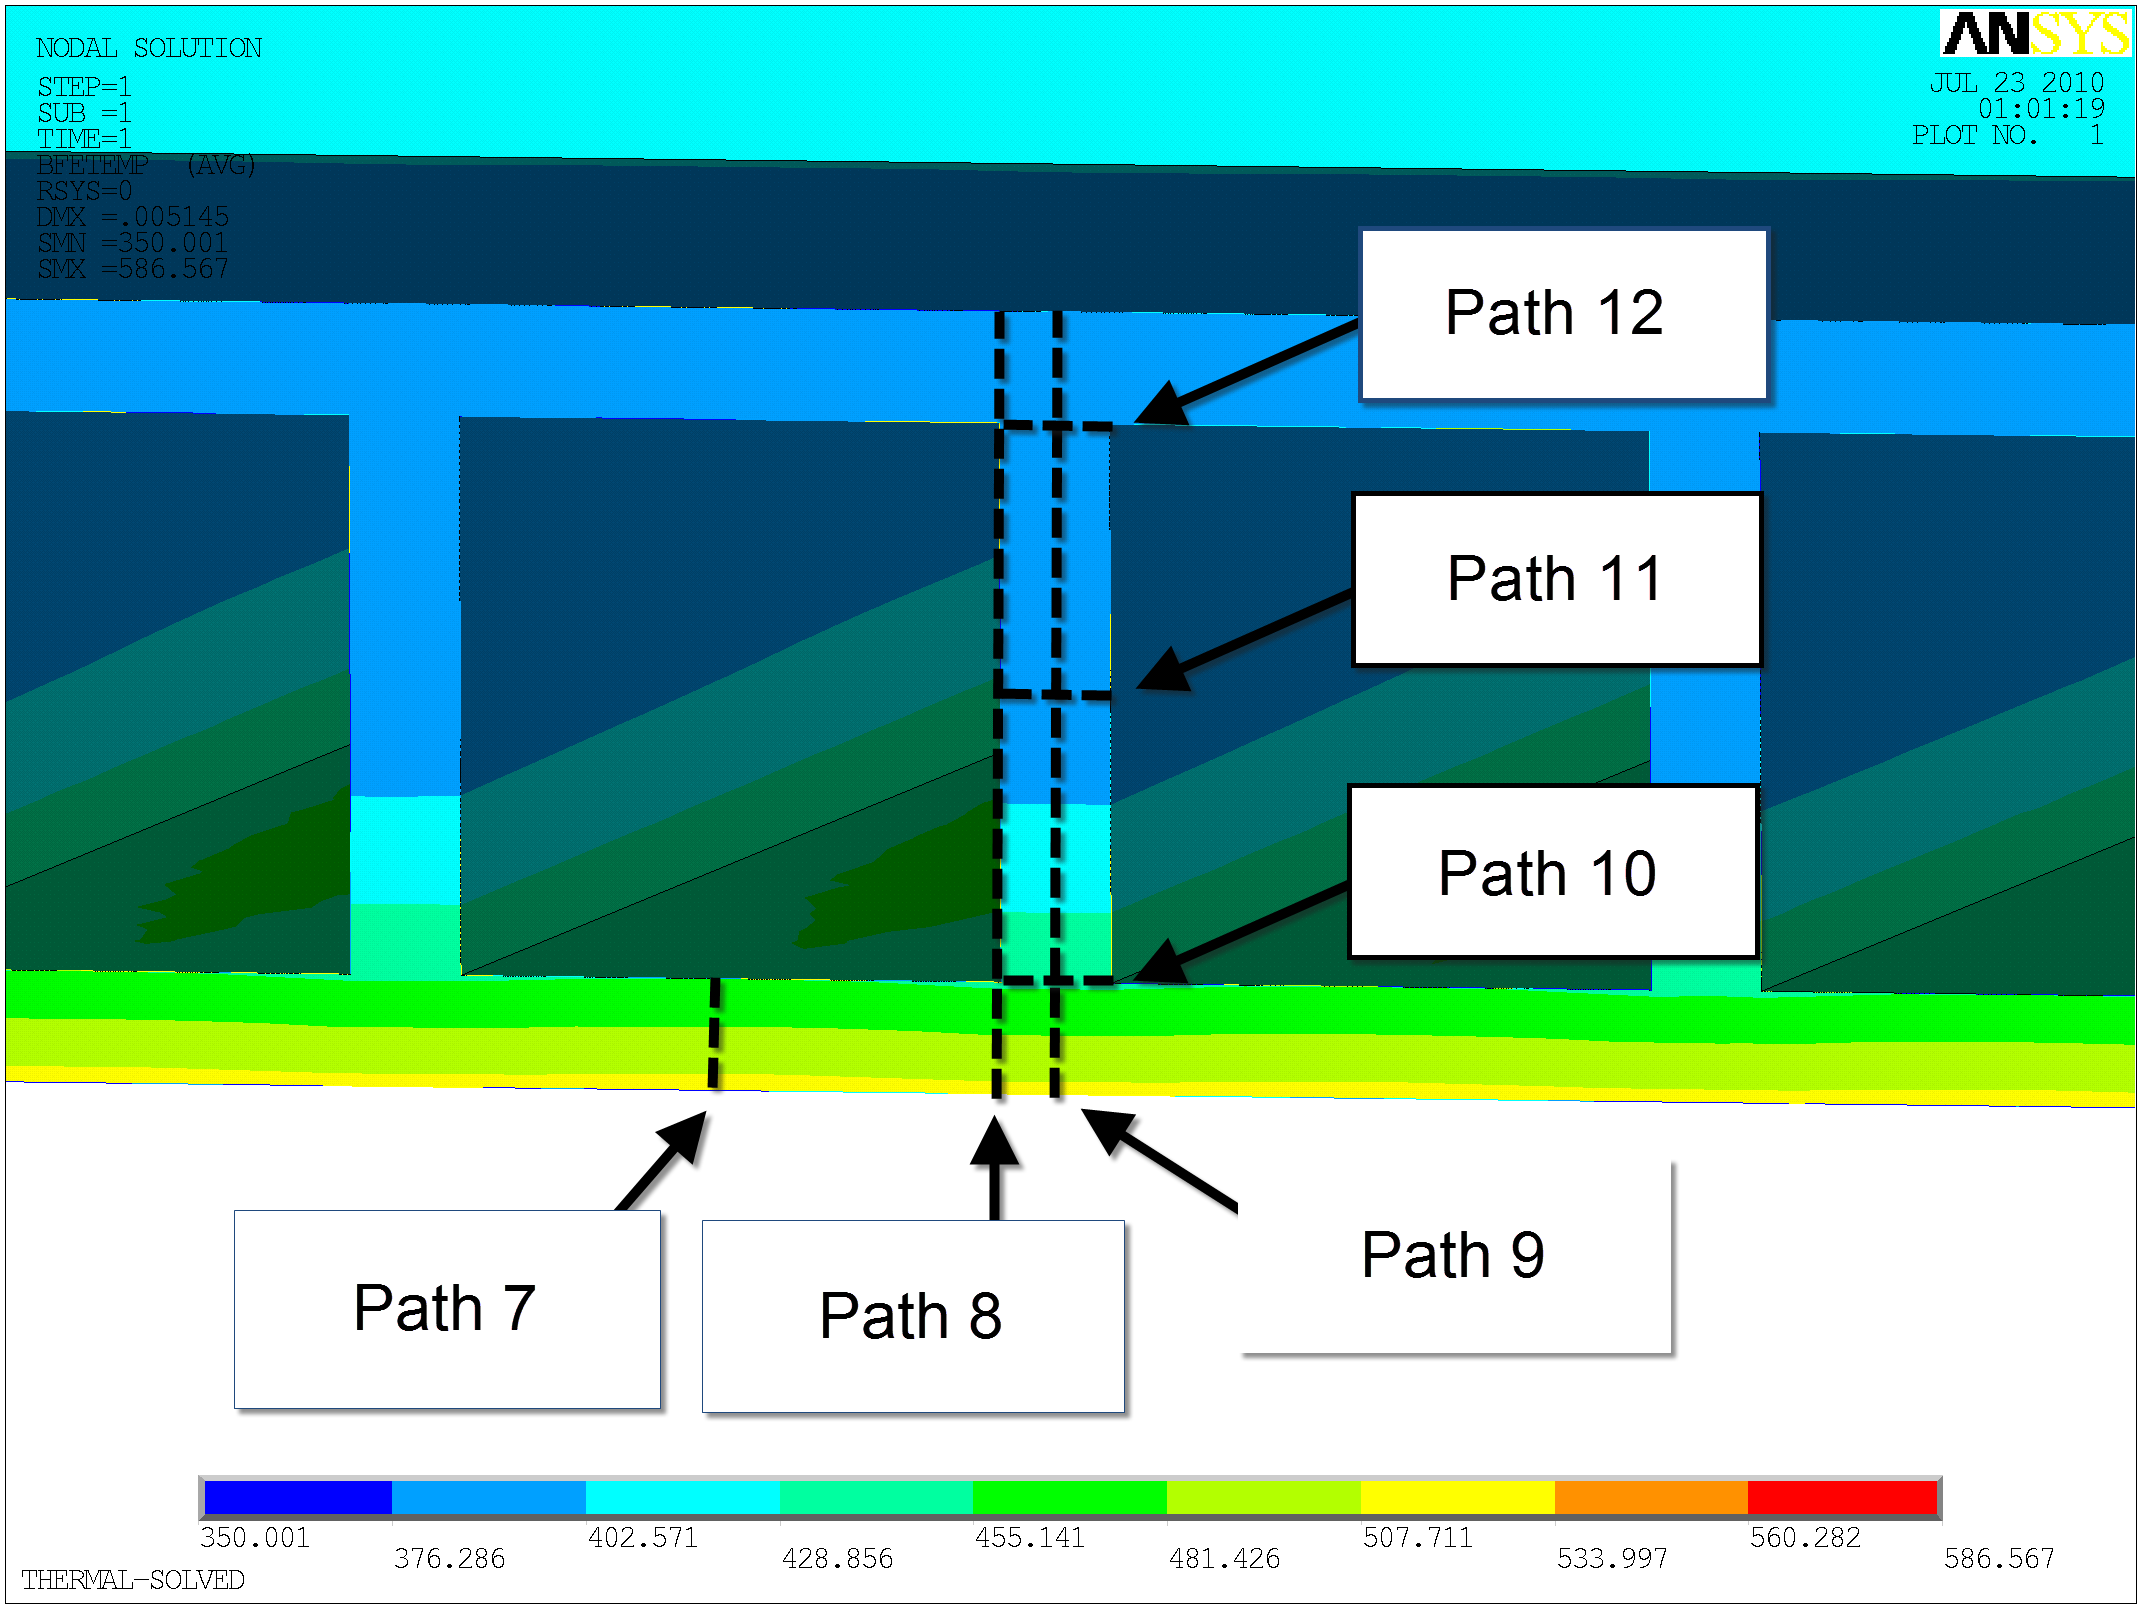 NODAL SOLUTION
STEP=1
SUB =1
TIME=1
BFETEMP (AVG)
RSYS=0
DMX =.005145
SMN =350.001
SMX =586.567
ANSYS
JUL 23 2010
01:01:19
PLOT NO. 1
Path 12
Path 11
Path 10
Path 7
Path 8
Path 9
350.001
376.286
402.571
428.856
455.141
481.426
507.711
533.997
560.282
586.567
THERMAL-SOLVED